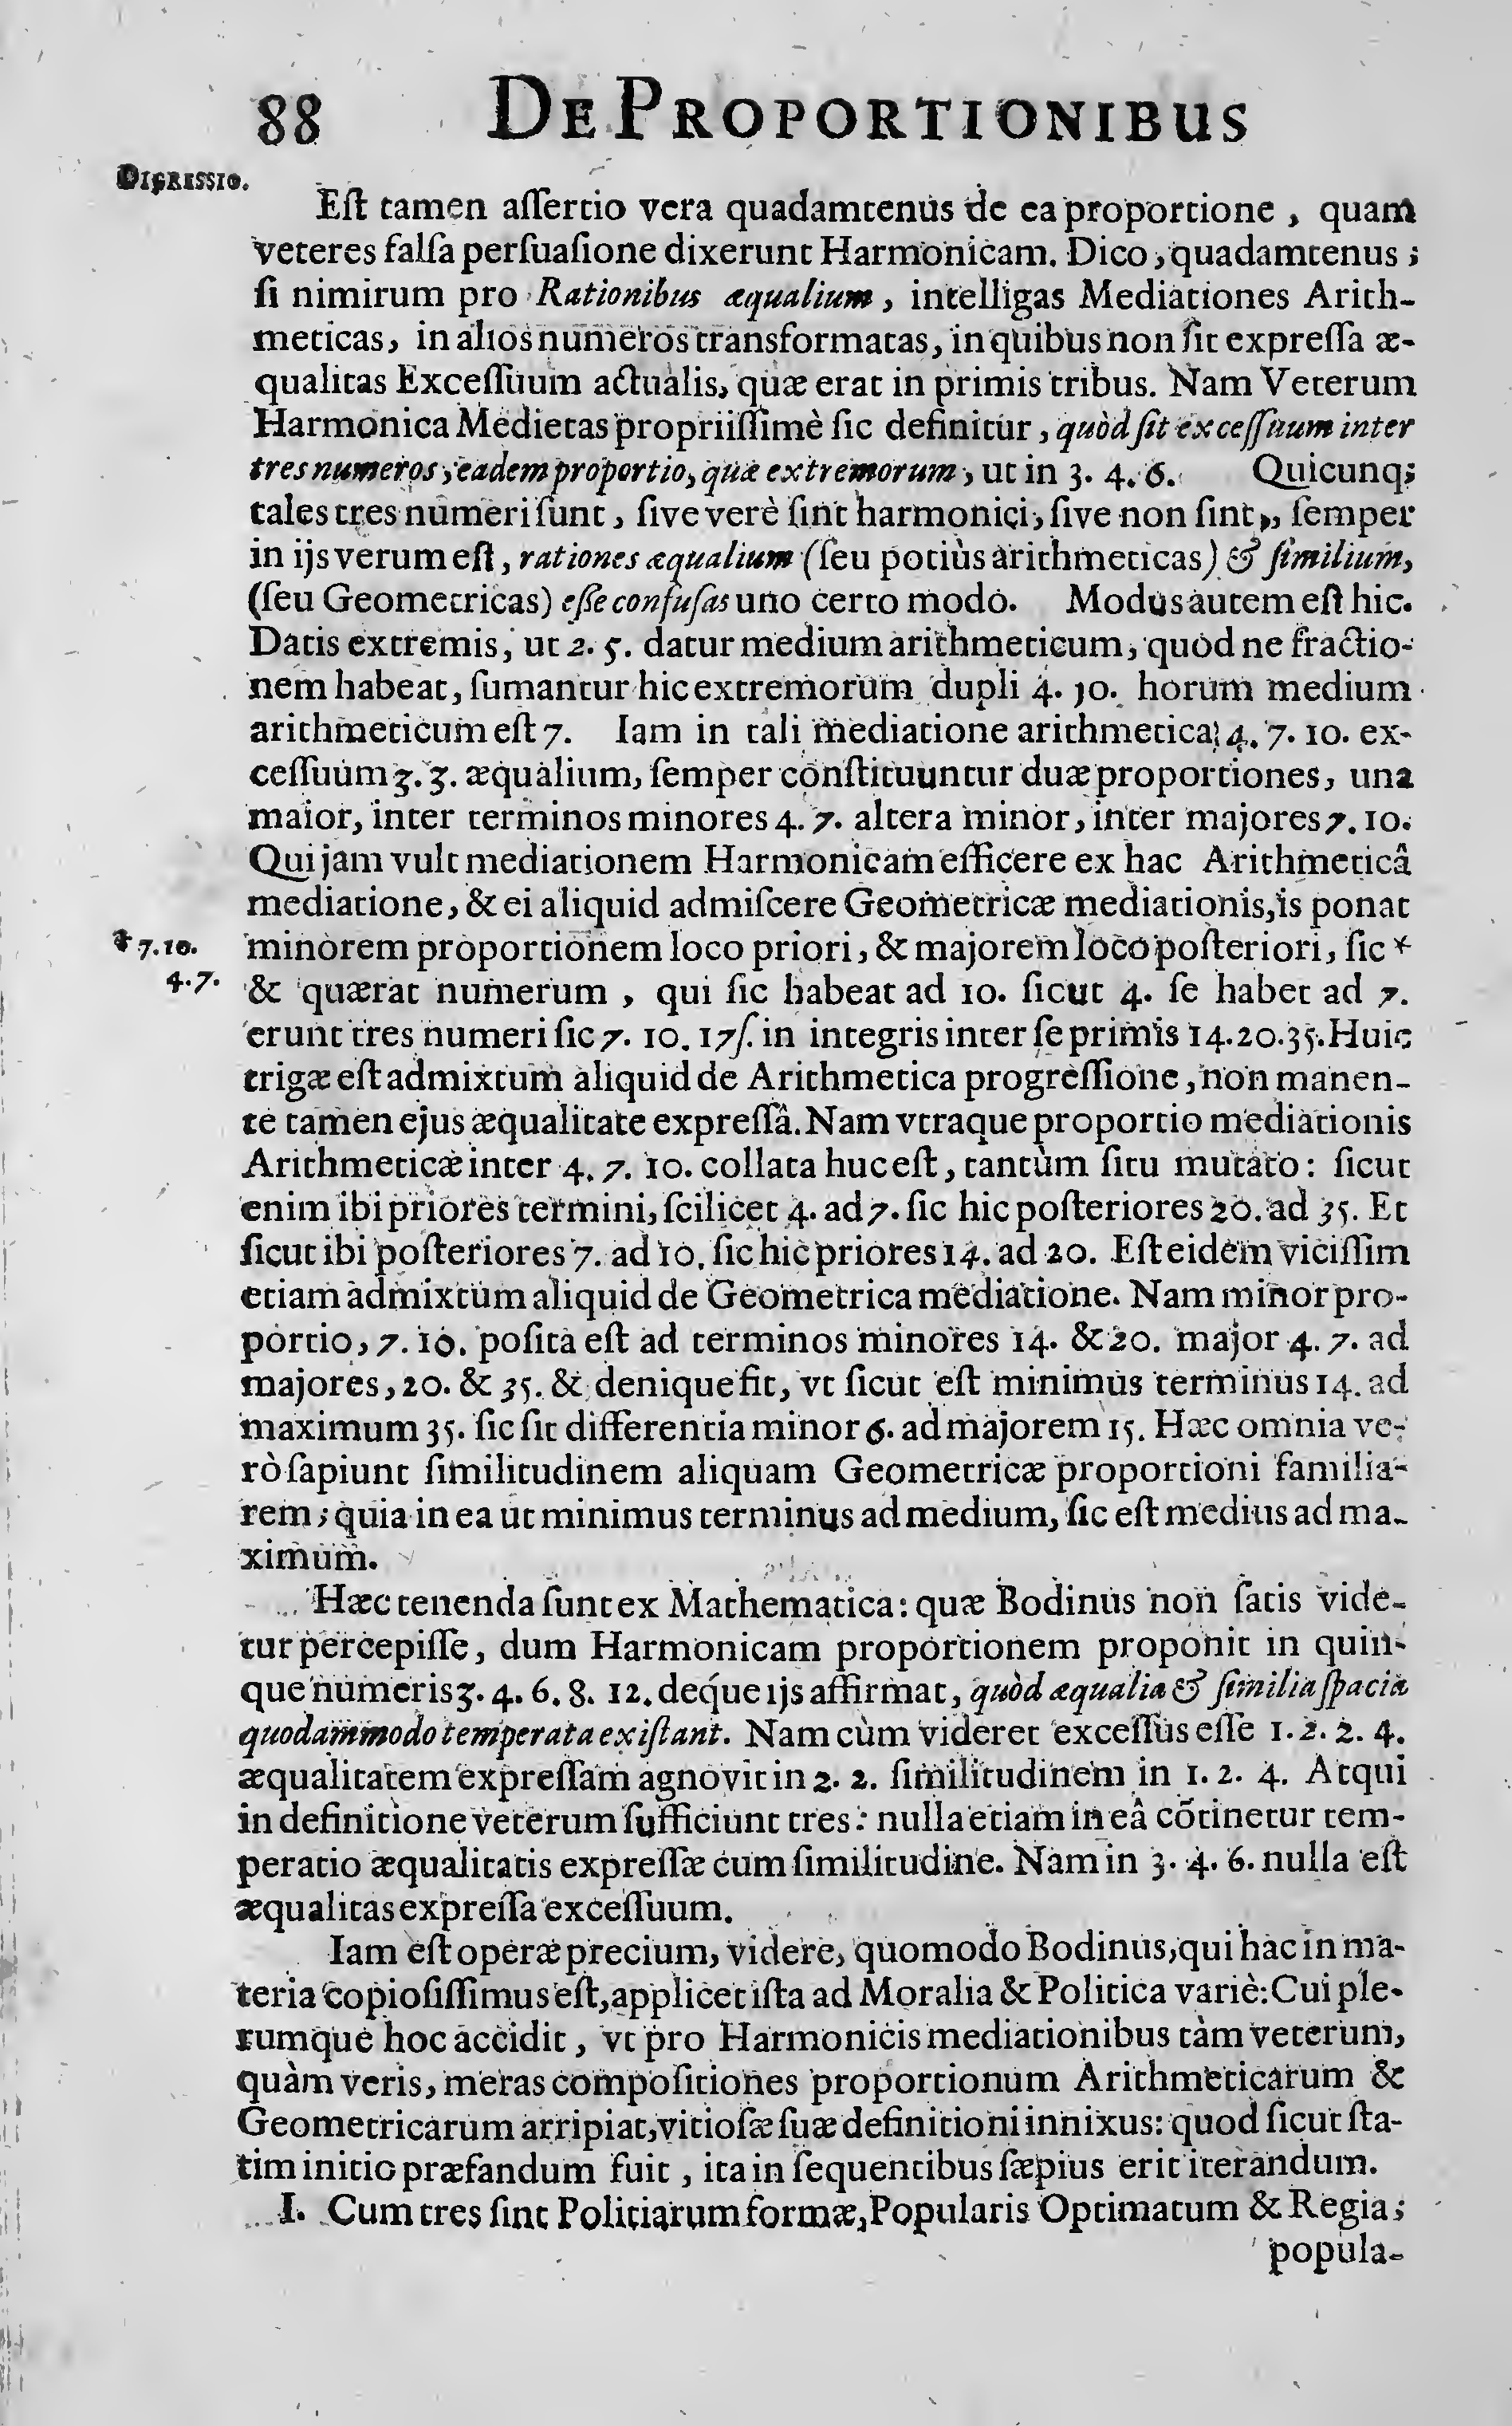 88 DE PROPORTIONIBUS
DIGRESSIO.
Eſt tamen aſſertio vera quadamtenus de ea proportione, quam
veteres falſa perſuaſione dixerunt Harmonicam. Dico, quadamtenus;
ſi nimirum pro Rationibus æqualium, intelligas Mediationes Arith-
meticas, in alios numeros transformatas, in quibus non ſit expreſſa æ-
qualitas Exceſſuum actualis, quæ erat in primis tribus. Nam Veterum
Harmonica Medietas propriiſſimè ſic definitur, quòd ſit exceſſuum inter
tres numeros, eadem proportio, quæ extremorum, ut in 3. 4. 6. Quicunq;
tales tres numeri ſunt, ſive verè ſint harmonici, ſive non ſint, ſemper
in ijs verum eſt, rationes æqualium (ſeu potiùs arithmeticas) & ſimilium,
(ſeu Geometricas) eſſe confuſas uno certo modo. Modus autem eſt hic.
Datis extremis, ut 2. 5. datur medium arithmeticum, quod ne fractio-
nem habeat, ſumantur hic extremorum dupli 4. 10. horum medium
arithmeticum eſt 7. Iam in tali mediatione arithmetica; 4. 7. 10. ex-
ceſſuum 3. 3. æqualium, ſemper conſtituuntur duæ proportiones, una
maior, inter terminos minores 4. 7. altera minor, inter majores 7. 10.
Qui jam vult mediationem Harmonicam efficere ex hac Arithmeticâ
mediatione, & ei aliquid admiſcere Geometricæ mediationis, is ponat
* 7. 10. minorem proportionem loco priori, & majorem loco poſteriori, ſic *
4. 7. & quærat numerum, qui ſic habeat ad 10. ſicut 4. ſe habet ad 7.
erunt tres numeri ſic 7. 10. 17ſ. in integris inter ſe primis 14. 20. 35. Huic
trigæ eſt admixtum aliquid de Arithmetica progreſſione, non manen-
te tamen ejus æqualitate expreſſâ. Nam vtraque proportio mediationis
Arithmeticæ inter 4. 7. 10. collata huc eſt, tantùm ſitu mutato: ſicut
enim ibi priores termini, ſcilicet 4. ad 7. ſic hic poſteriores 20. ad 35. Et
ſicut ibi poſteriores 7. ad 10. ſic hic priores 14. ad 20. Eſt eidem viciſſim
etiam admixtum aliquid de Geometrica mediatione. Nam minor pro-
portio, 7. 10. poſita eſt ad terminos minores 14. & 20. major 4. 7. ad
majores, 20. & 35. & denique fit, vt ſicut eſt minimus terminus 14. ad
maximum 35. ſic ſit differentia minor 6. ad majorem 15. Hæc omnia ve-
rò ſapiunt ſimilitudinem aliquam Geometricæ proportioni familia-
rem; quia in ea ut minimus terminus ad medium, ſic eſt medius ad ma-
ximum.
Hæc tenenda ſunt ex Mathematica: quæ Bodinus non ſatis vide-
tur percepiſſe, dum Harmonicam proportionem proponit in quin-
que numeris 3. 4. 6. 8. 12. deque ijs affirmat, quòd æqualia & ſimilia ſpacia
quodammodo temperata exiſtant. Nam cùm videret exceſſus eſſe 1. 2. 2. 4.
æqualitatem expreſſam agnovit in 2. 2. ſimilitudinem in 1. 2. 4. Atqui
in definitione veterum ſufficiunt tres: nulla etiam in eâ cõtinetur tem-
peratio æqualitatis expreſſæ cum ſimilitudine. Nam in 3. 4. 6. nulla eſt
æqualitas expreſſa exceſſuum.
Iam eſt operæ precium, videre, quomodo Bodinus, qui hac in ma-
teria copioſiſſimus eſt, applicet iſta ad Moralia & Politica variè: Cui ple-
rumque hoc accidit, vt pro Harmonicis mediationibus tàm veterum,
quàm veris, meras compoſitiones proportionum Arithmeticarum &
Geometricarum arripiat, vitioſæ ſuæ definitioni innixus: quod ſicut ſta-
tim initio præfandum fuit, ita in ſequentibus ſæpius erit iterandum.
I. Cum tres ſint Politiarum formæ, Popularis Optimatum & Regia;
popula-